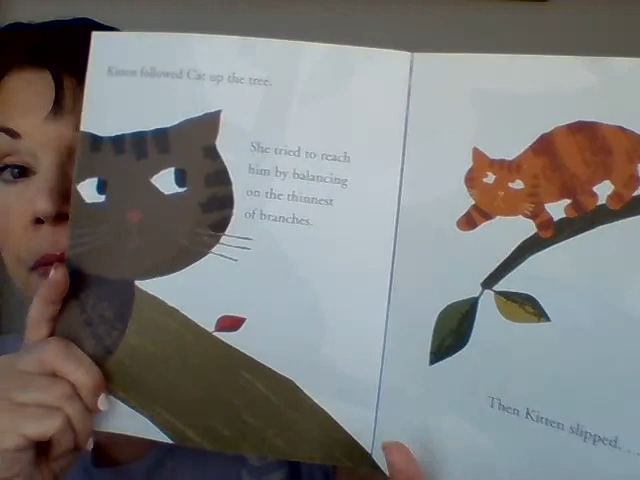 Kitten followed Cat up the tree.
She tried to reach
him by balancing
on the thinnest
of branches.
Then Kitten slipped. . .